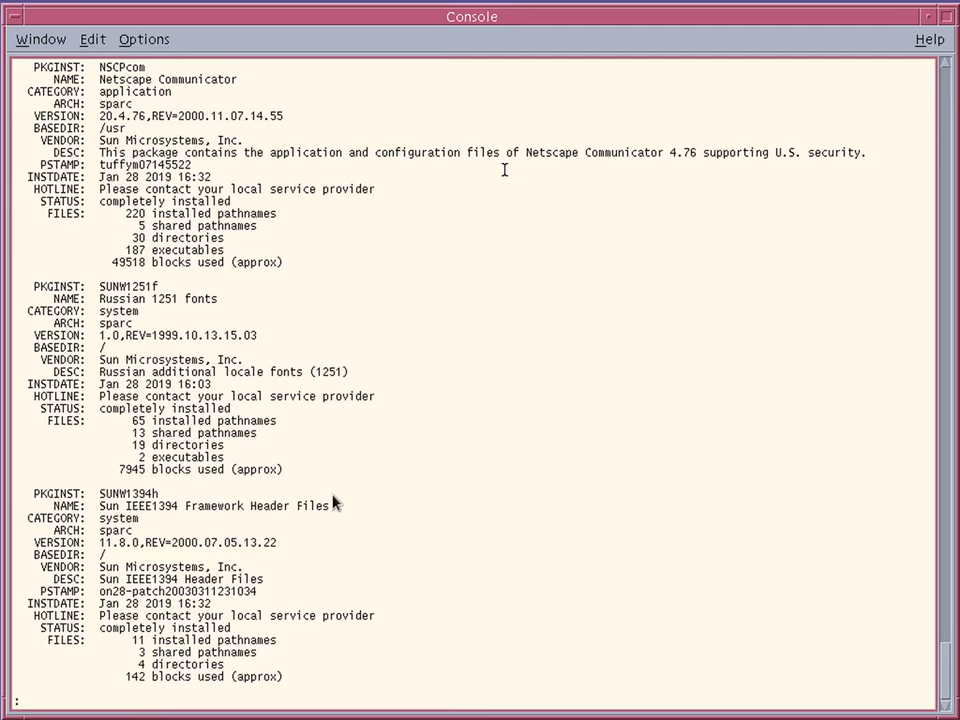 Console
Window Edit Options Help
PKGINST: NSCPcom
NAME: Netscape Communicator
CATEGORY: application
ARCH: sparc
VERSION: 20.4.76,REV=2000.11.07.14.55
BASEDIR: /usr
VENDOR: Sun Microsystems, Inc.
DESC: This package contains the application and configuration files of Netscape Communicator 4.76 supporting U.S. security.
PSTAMP: tuffym07145522
INSTDATE: Jan 28 2019 16:32
HOTLINE: Please contact your local service provider
STATUS: completely installed
FILES: 220 installed pathnames
5 shared pathnames
30 directories
187 executables
49518 blocks used (approx)
PKGINST: SUNW1251f
NAME: Russian 1251 fonts
CATEGORY: system
ARCH: sparc
VERSION: 1.0,REV=1999.10.13.15.03
BASEDIR: /
VENDOR: Sun Microsystems, Inc.
DESC: Russian additional locale fonts (1251)
INSTDATE: Jan 28 2019 16:03
HOTLINE: Please contact your local service provider
STATUS: completely installed
FILES: 65 installed pathnames
13 shared pathnames
19 directories
2 executables
7945 blocks used (approx)
PKGINST: SUNW1394h
NAME: Sun IEEE1394 Framework Header Files
CATEGORY: system
ARCH: sparc
VERSION: 11.8.0,REV=2000.07.05.13.22
BASEDIR: /
VENDOR: Sun Microsystems, Inc.
DESC: Sun IEEE1394 Header Files
PSTAMP: on28-patch20030311231034
INSTDATE: Jan 28 2019 16:32
HOTLINE: Please contact your local service provider
STATUS: completely installed
FILES: 11 installed pathnames
3 shared pathnames
4 directories
142 blocks used (approx)
: